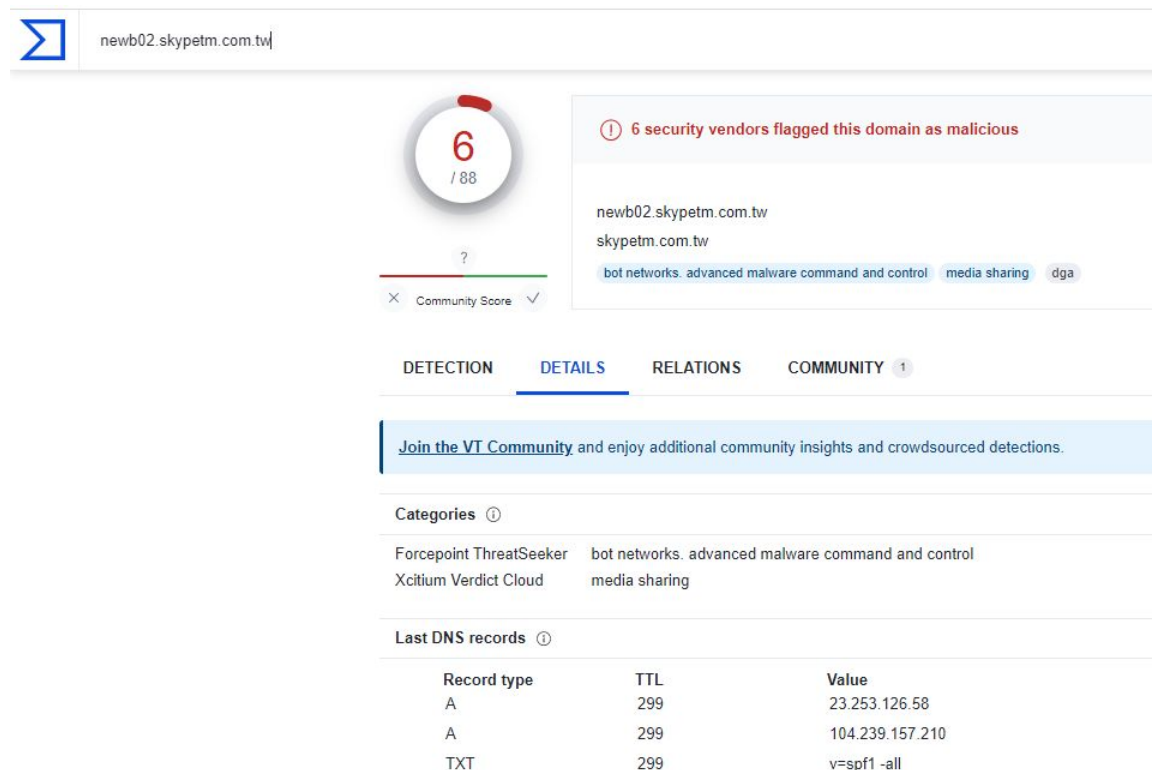 newb02.skypetm.com.tw
6
/ 88
6 security vendors flagged this domain as malicious
newb02.skypetm.com.tw
skypetm.com.tw
bot networks. advanced malware command and control media sharing dga
?
Community Score
DETECTION DETAILS RELATIONS COMMUNITY 1
Join the VT Community and enjoy additional community insights and crowdsourced detections.
Categories
Forcepoint ThreatSeeker bot networks. advanced malware command and control
Xcitium Verdict Cloud media sharing
Last DNS records
Record type TTL Value
A 299 23.253.126.58
A 299 104.239.157.210
TXT 299 v=spf1 -all